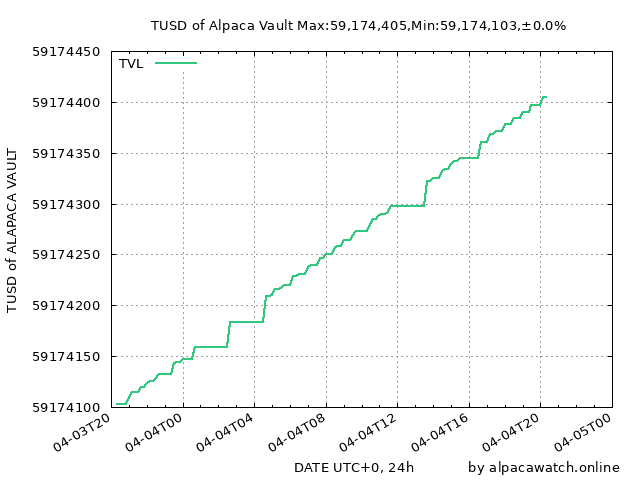 TUSD of Alpaca Vault Max:59,174,405,Min:59,174,103,±0.0%
TVL
59174450
59174400
59174350
59174300
59174250
59174200
59174150
59174100
TUSD of ALAPACA VAULT
04-03T20
04-04T00
04-04T04
04-04T08
04-04T12
04-04T16
04-04T20
04-05T00
DATE UTC+0, 24h
by alpacawatch.online